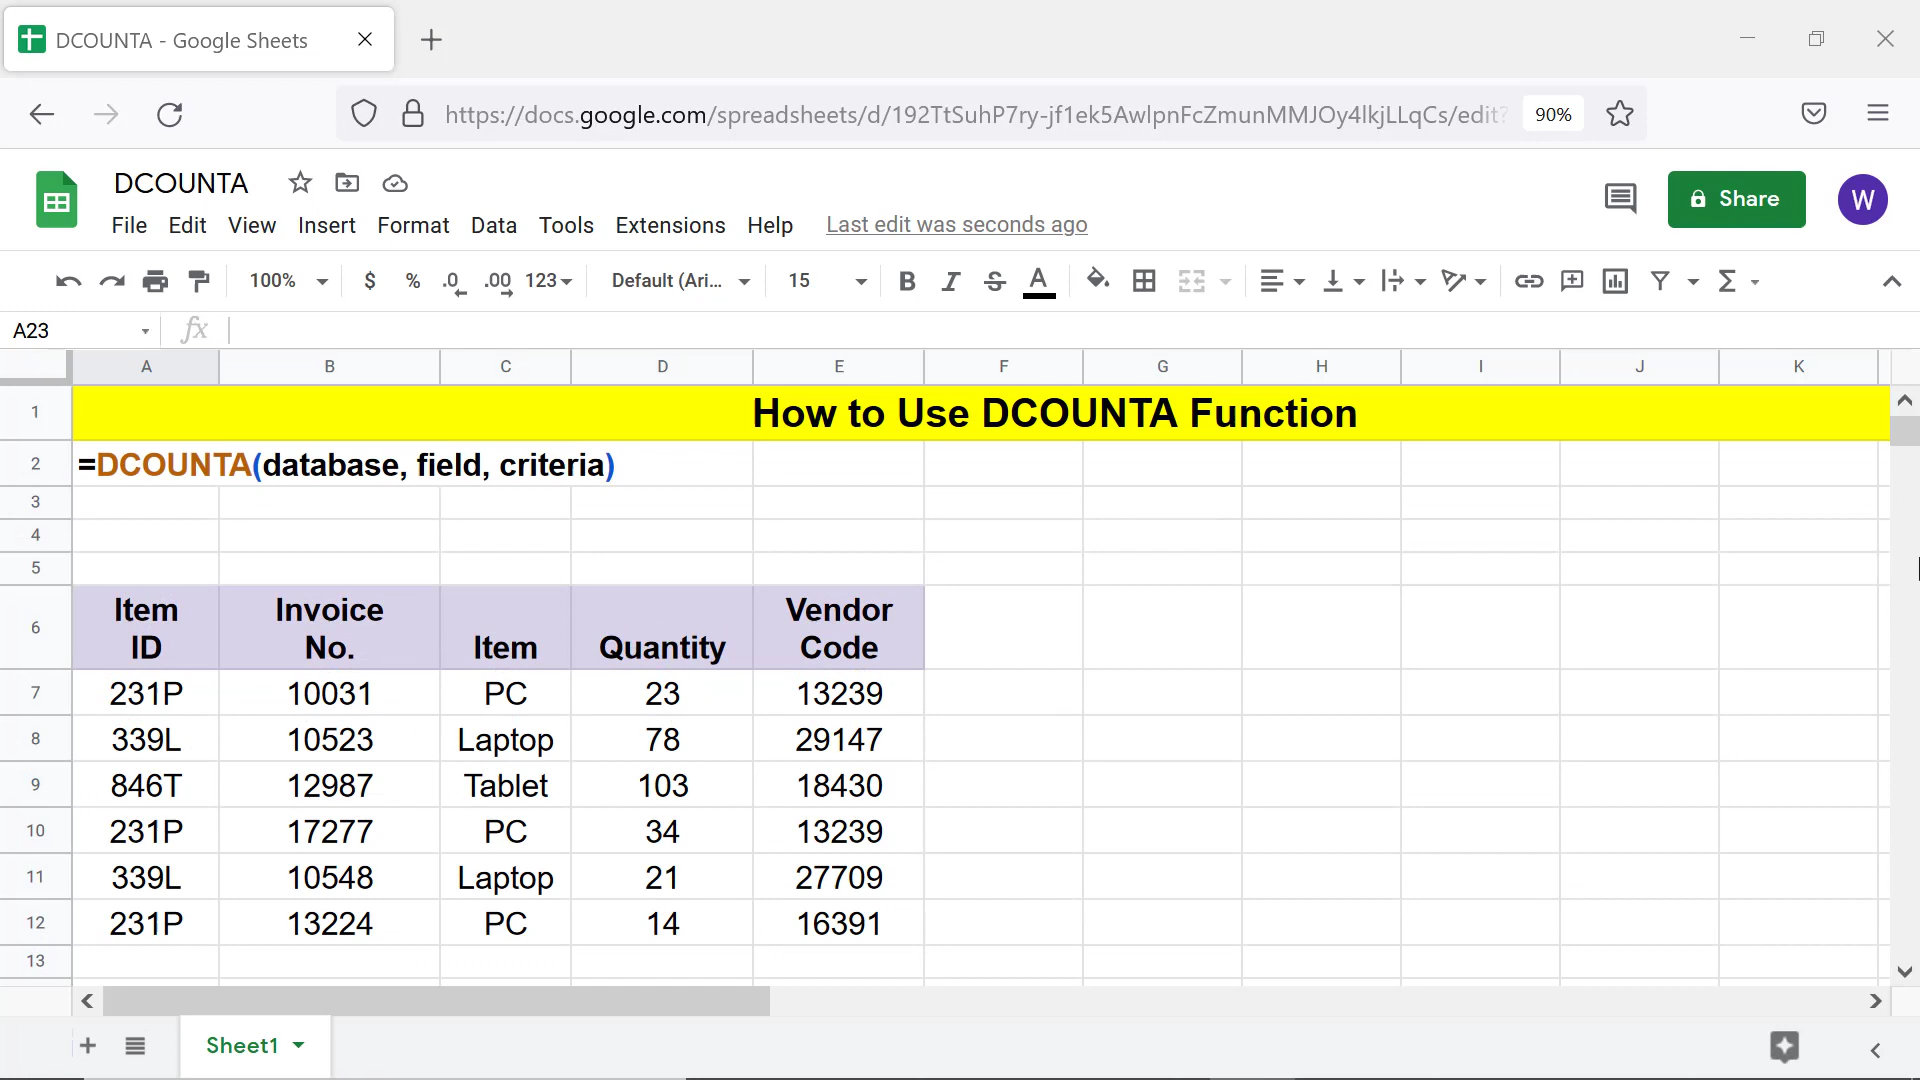 DCOUNTA - Google Sheets
https://docs.google.com/spreadsheets/d/192TtSuhP7ry-jf1ek5AwlpnFcZmunMMJOy4lkjLLqCs/edit?
90%
DCOUNTA
File Edit View Insert Format Data Tools Extensions Help Last edit was seconds ago
Share
W
100% $ % .0 .00 123 Default (Ari... 15 B I S A
A23 fx
A B C D E F G H I J K
1 How to Use DCOUNTA Function
2 =DCOUNTA(database, field, criteria)
3
4
5
6 Item ID Invoice No. Item Quantity Vendor Code
7 231P 10031 PC 23 13239
8 339L 10523 Laptop 78 29147
9 846T 12987 Tablet 103 18430
10 231P 17277 PC 34 13239
11 339L 10548 Laptop 21 27709
12 231P 13224 PC 14 16391
13
Sheet1